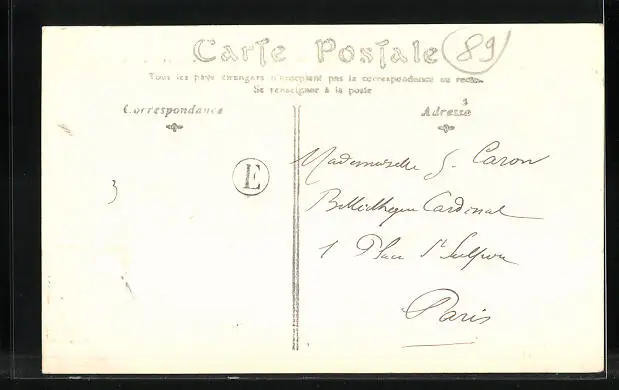 Carte Postale 89
Tous les pays étrangers n'acceptent pas la correspondance au recto.
Se renseigner à la poste
Correspondance
Adresse
3
E
Mademoiselle J. Caron
Bibliothèque Cardinal
1 Place St Sulpice
Paris